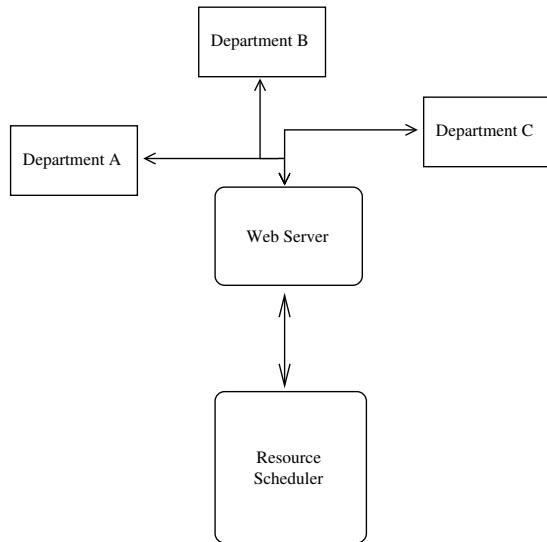 Department B
Department C
Department A
Web Server
Resource
Scheduler